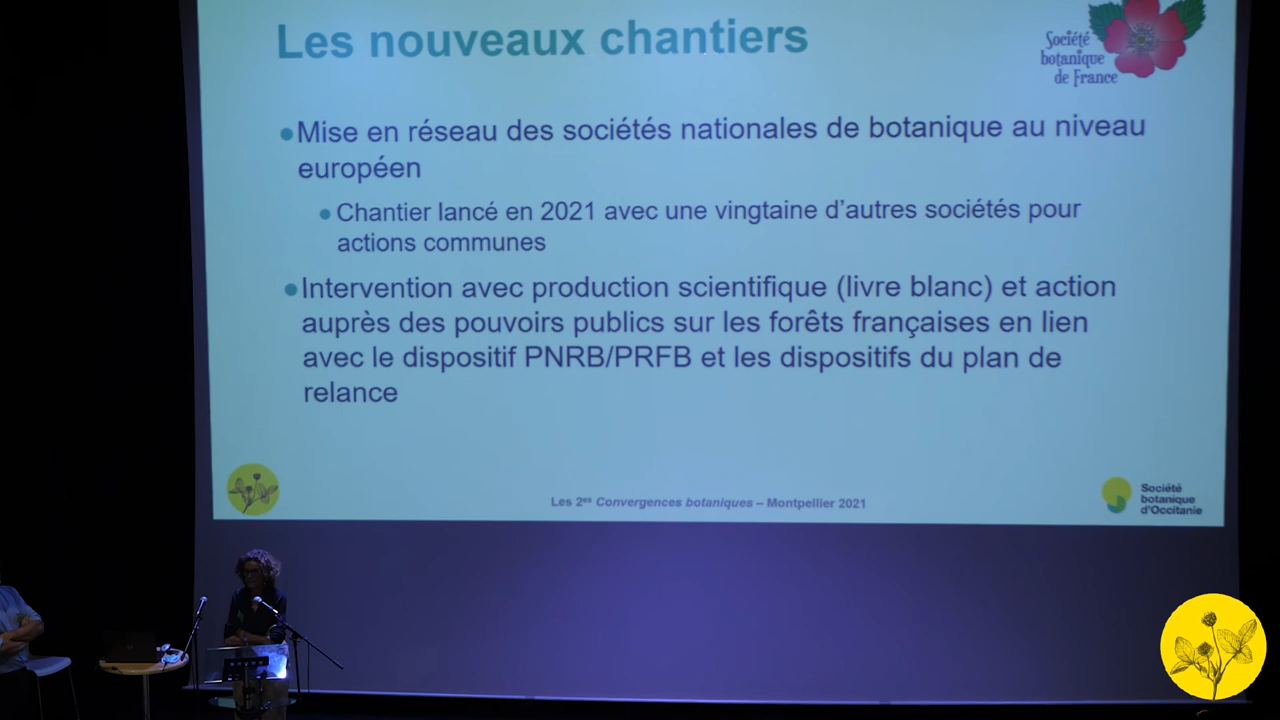 Les nouveaux chantiers
Société
botanique
de France
•Mise en réseau des sociétés nationales de botanique au niveau
européen
• Chantier lancé en 2021 avec une vingtaine d'autres sociétés pour
actions communes
•Intervention avec production scientifique (livre blanc) et action
auprès des pouvoirs publics sur les forêts françaises en lien
avec le dispositif PNRB/PRFB et les dispositifs du plan de
relance
Les 2es Convergences botaniques – Montpellier 2021
Société
botanique
d'Occitanie